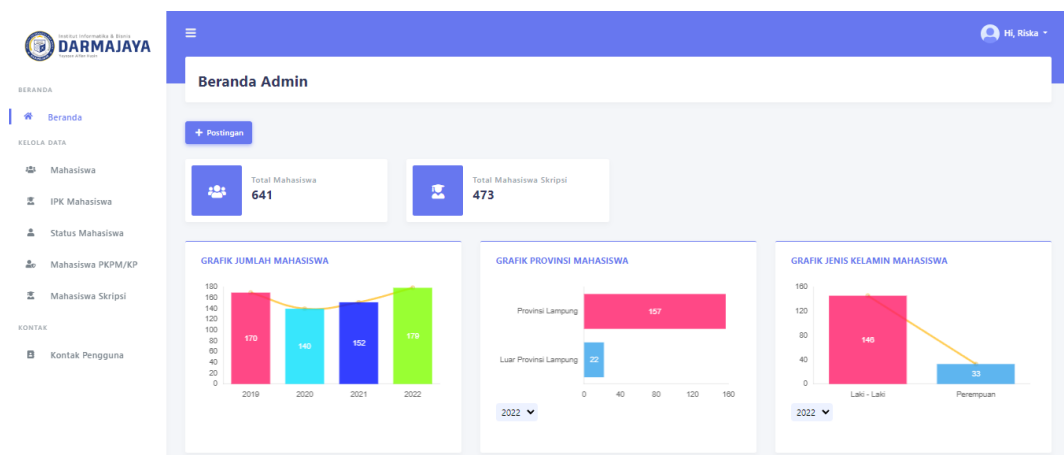 Institut Informatika & Bisnis
DARMAJAYA
Yayasan Alfian Husin
BERANDA
Beranda
KELOLA DATA
Mahasiswa
IPK Mahasiswa
Status Mahasiswa
Mahasiswa PKPM/KP
Mahasiswa Skripsi
KONTAK
Kontak Pengguna
Hi, Riska
Beranda Admin
+ Postingan
Total Mahasiswa
641
Total Mahasiswa Skripsi
473
GRAFIK JUMLAH MAHASISWA
180
160
140
120
100
80
60
40
20
0
170
140
152
179
2019 2020 2021 2022
GRAFIK PROVINSI MAHASISWA
Provinsi Lampung 157
Luar Provinsi Lampung 22
0 40 80 120 160
2022
GRAFIK JENIS KELAMIN MAHASISWA
160
120
80
40
0
146
33
Laki - Laki Perempuan
2022